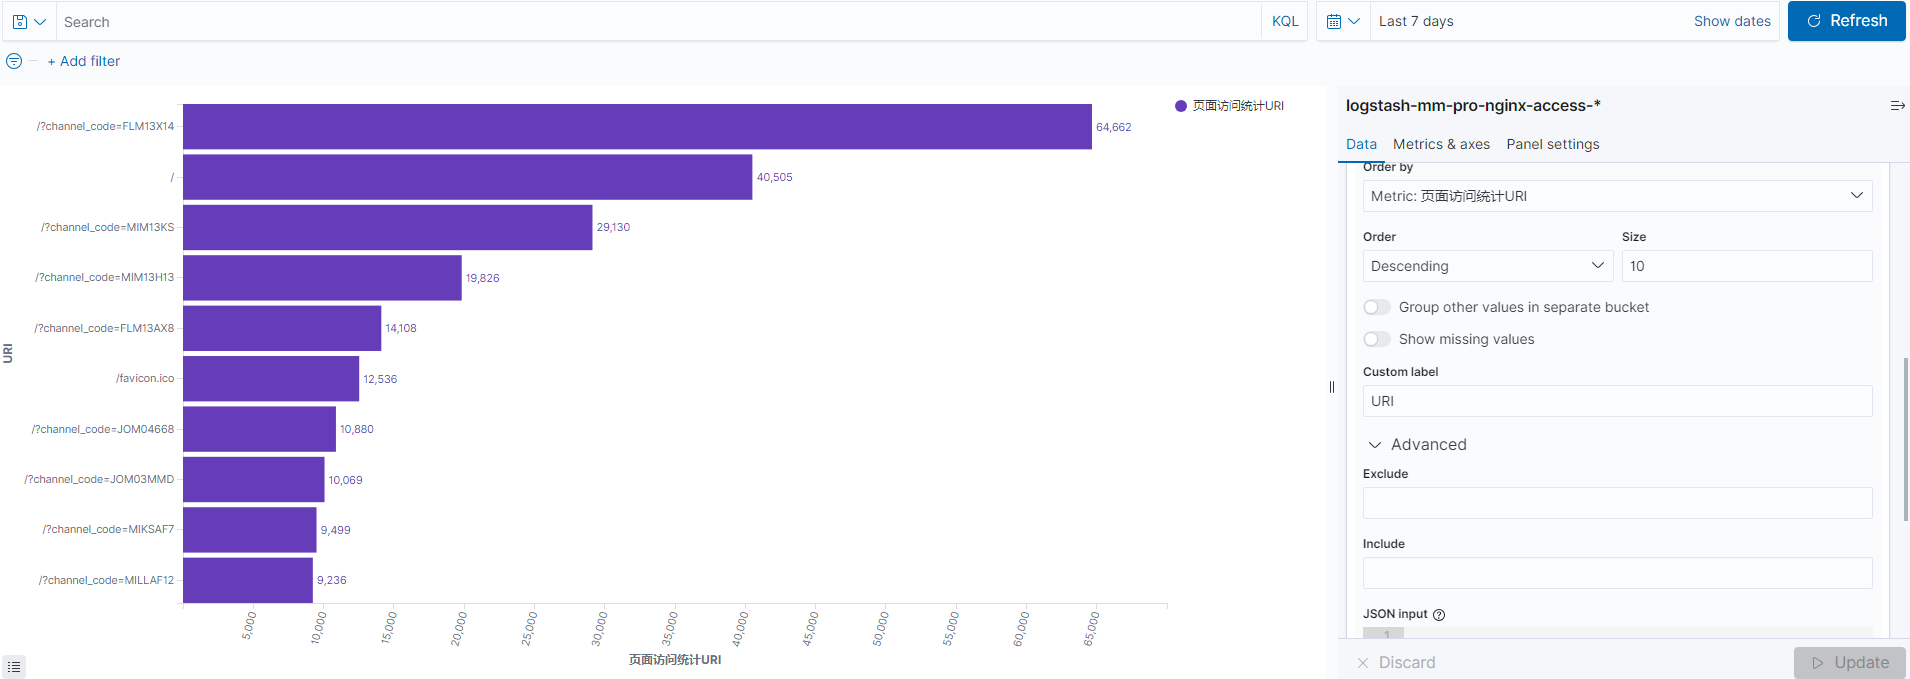 Search
KQL
Last 7 days
Show dates
Refresh
+ Add filter
页面访问统计URI
/?channel_code=FLM13X14
64,662
/
40,505
/?channel_code=MIM13KS
29,130
/?channel_code=MIM13H13
19,826
/?channel_code=FLM13AX8
14,108
/favicon.ico
12,536
/?channel_code=JOM04668
10,880
/?channel_code=JOM03MMD
10,069
/?channel_code=MIKSAF7
9,499
/?channel_code=MILLAF12
9,236
URI
5,000
10,000
15,000
20,000
25,000
30,000
35,000
40,000
45,000
50,000
55,000
60,000
65,000
页面访问统计URI
logstash-mm-pro-nginx-access-*
Data
Metrics & axes
Panel settings
Order by
Metric: 页面访问统计URI
Order
Size
Descending
10
Group other values in separate bucket
Show missing values
Custom label
URI
Advanced
Exclude
Include
JSON input
1
Discard
Update